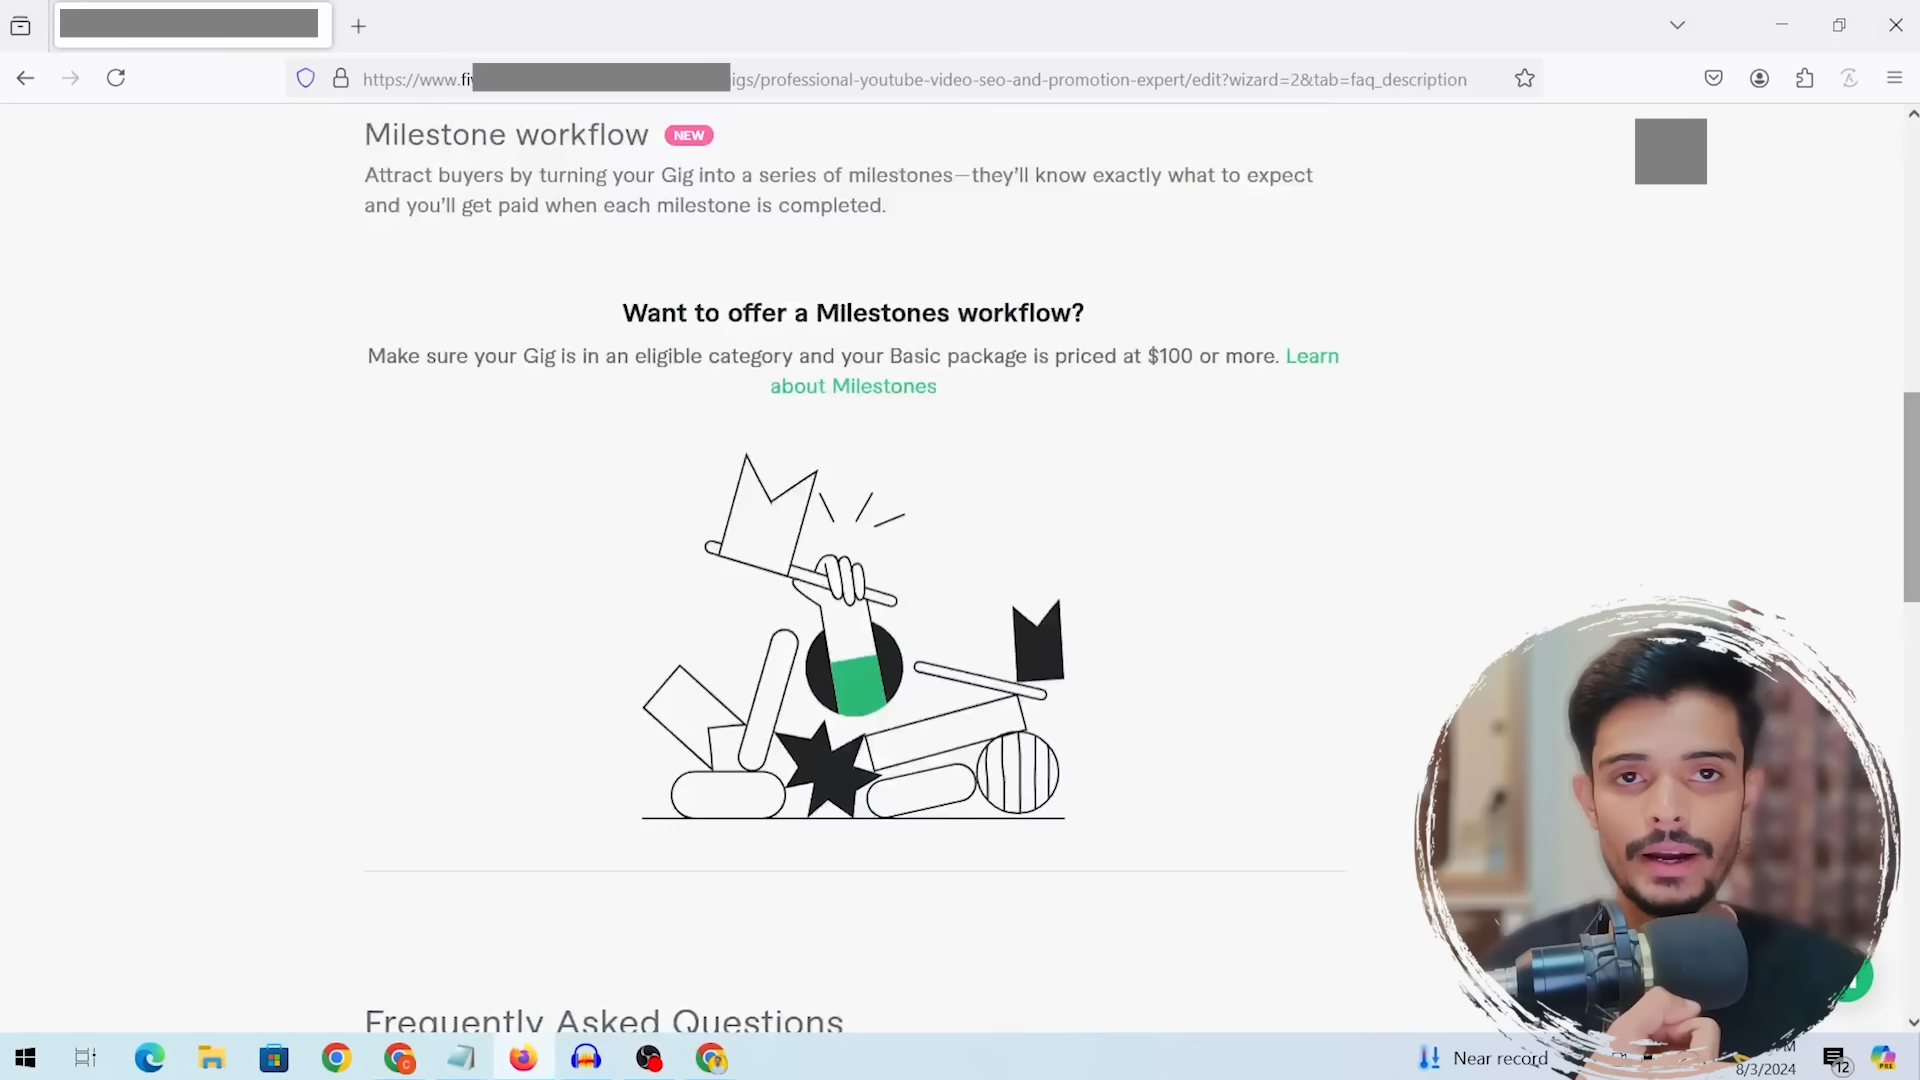 https://www.fi
igs/professional-youtube-video-seo-and-promotion-expert/edit?wizard=2&tab=faq_description
Milestone workflow NEW
Attract buyers by turning your Gig into a series of milestones—they'll know exactly what to expect
and you'll get paid when each milestone is completed.
Want to offer a Milestones workflow?
Make sure your Gig is in an eligible category and your Basic package is priced at $100 or more. Learn
about Milestones
Frequently Asked Questions
Near record
8/3/2024
12